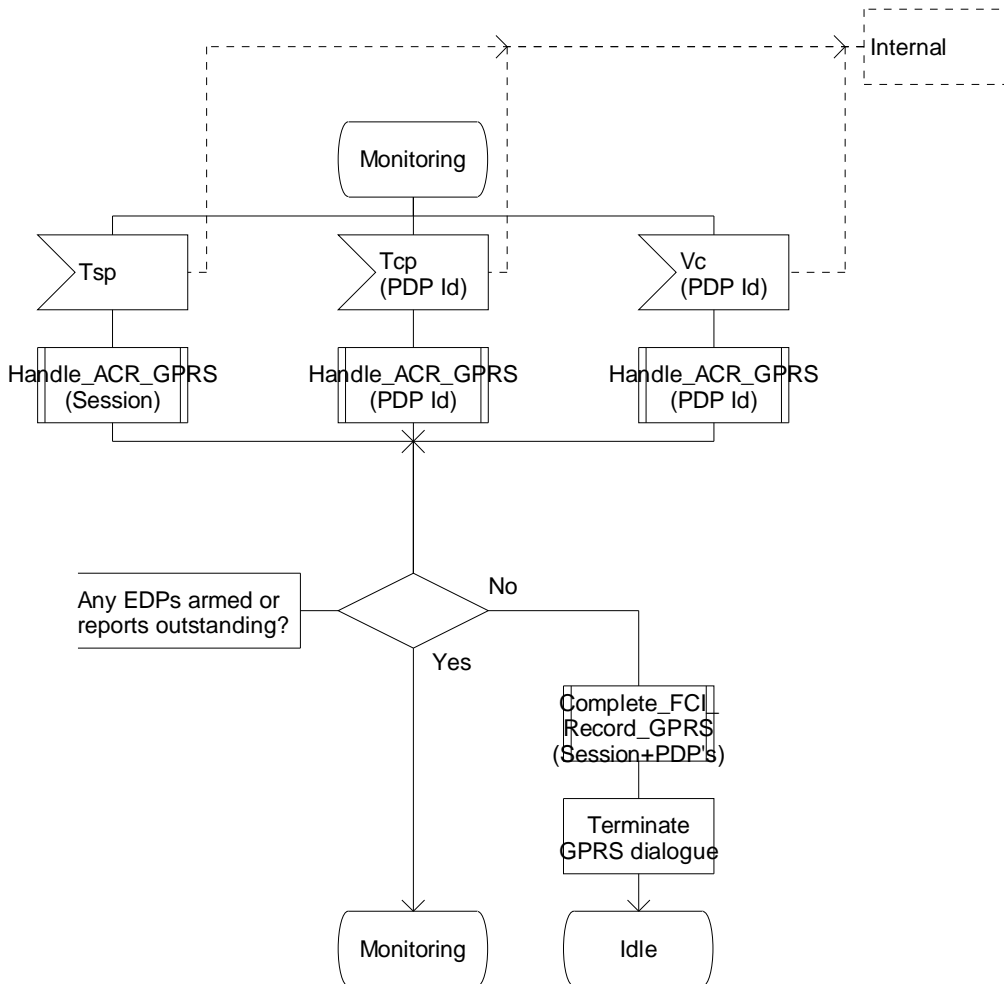 Internal
Monitoring
Tsp
Tcp
(PDP Id)
Vc
(PDP Id)
Handle_ACR_GPRS
(Session)
Handle_ACR_GPRS
(PDP Id)
Handle_ACR_GPRS
(PDP Id)
Any EDPs armed or
reports outstanding?
No
Yes
Complete_FCI_
Record_GPRS
(Session+PDP's)
Terminate
GPRS dialogue
Monitoring
Idle